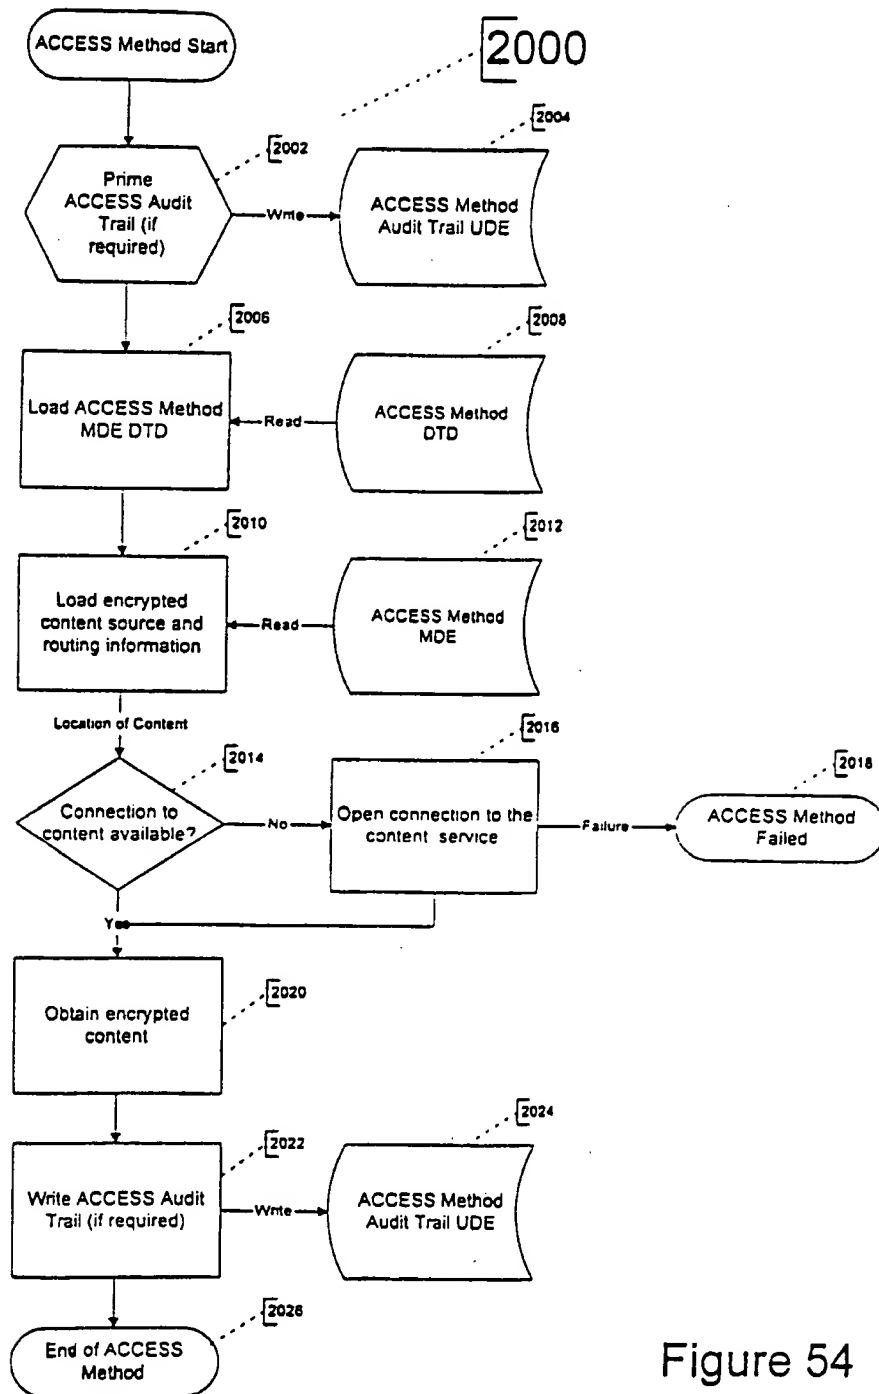 ACCESS Method Start
2000
2002
2004
Prime
ACCESS Audit
Trail (if
required)
Write
ACCESS Method
Audit Trail UDE
2006
2008
Load ACCESS Method
MDE DTD
Read
ACCESS Method
DTD
2010
2012
Load encrypted
content source and
routing information
Read
ACCESS Method
MDE
Location of Content
2014
2016
2018
Connection to
content available?
No
Open connection to the
content service
Failure
ACCESS Method
Failed
Y
2020
Obtain encrypted
content
2022
2024
Write ACCESS Audit
Trail (if required)
Write
ACCESS Method
Audit Trail UDE
2026
End of ACCESS
Method
Figure 54